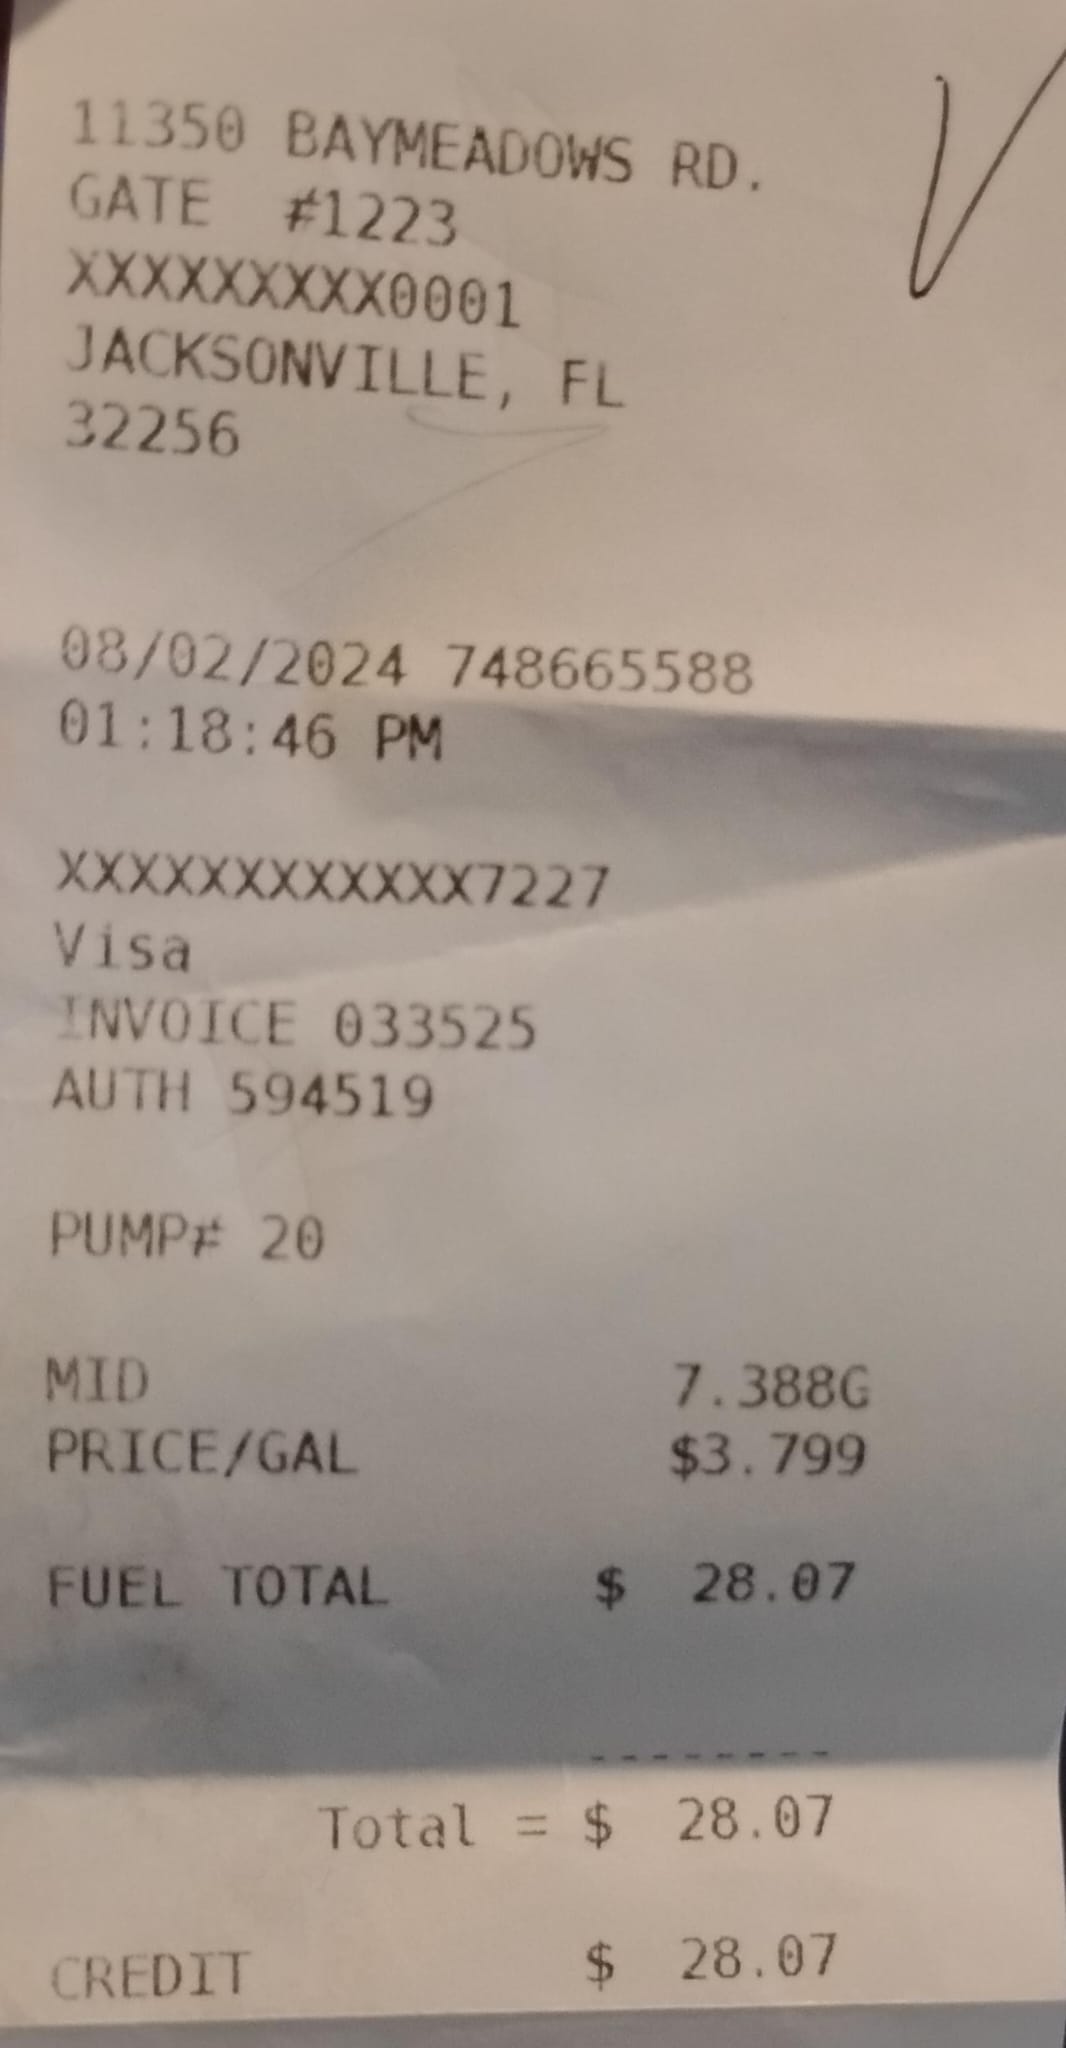 11350 BAYMEADOWS RD.
GATE #1223
XXXXXXXXX0001
JACKSONVILLE, FL
32256
08/02/2024 748665588
01:18:46 PM
XXXXXXXXXXXX7227
Visa
INVOICE 033525
AUTH 594519
PUMP# 20
MID 7.388G
PRICE/GAL $3.799
FUEL TOTAL $ 28.07
--------
Total = $ 28.07
CREDIT $ 28.07